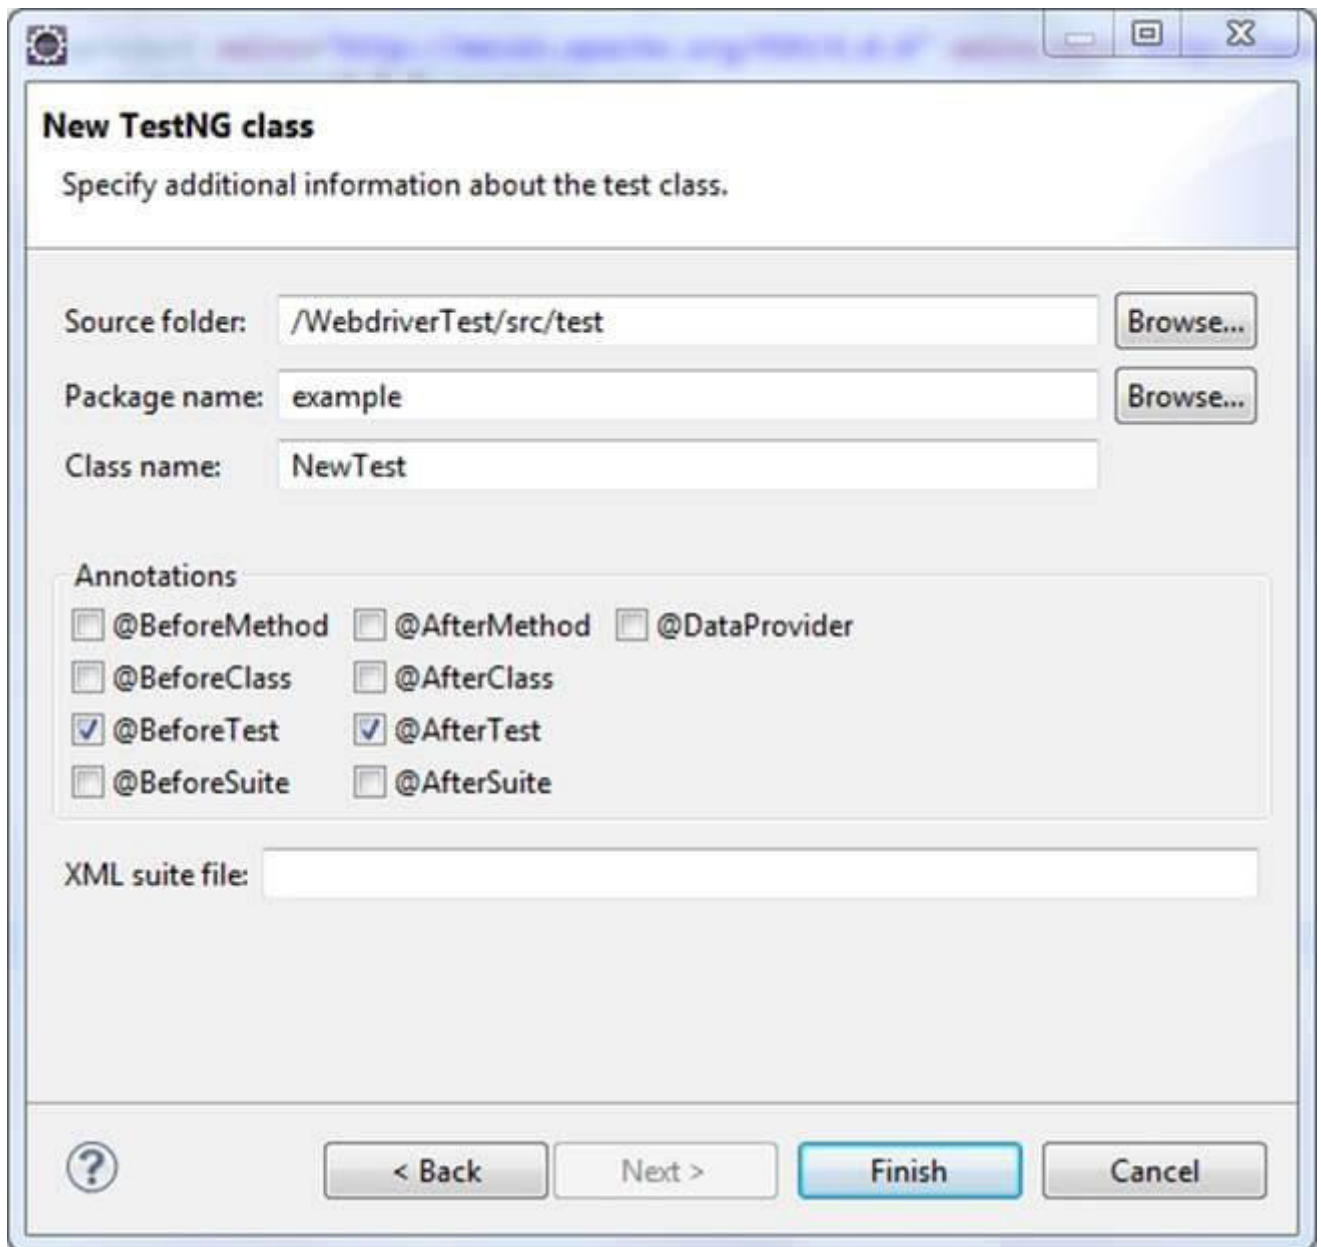 New TestNG class
Specify additional information about the test class.
Source folder: /WebdriverTest/src/test Browse...
Package name: example Browse...
Class name: NewTest
Annotations
@BeforeMethod @AfterMethod @DataProvider
@BeforeClass @AfterClass
@BeforeTest @AfterTest
@BeforeSuite @AfterSuite
XML suite file:
? < Back Next > Finish Cancel